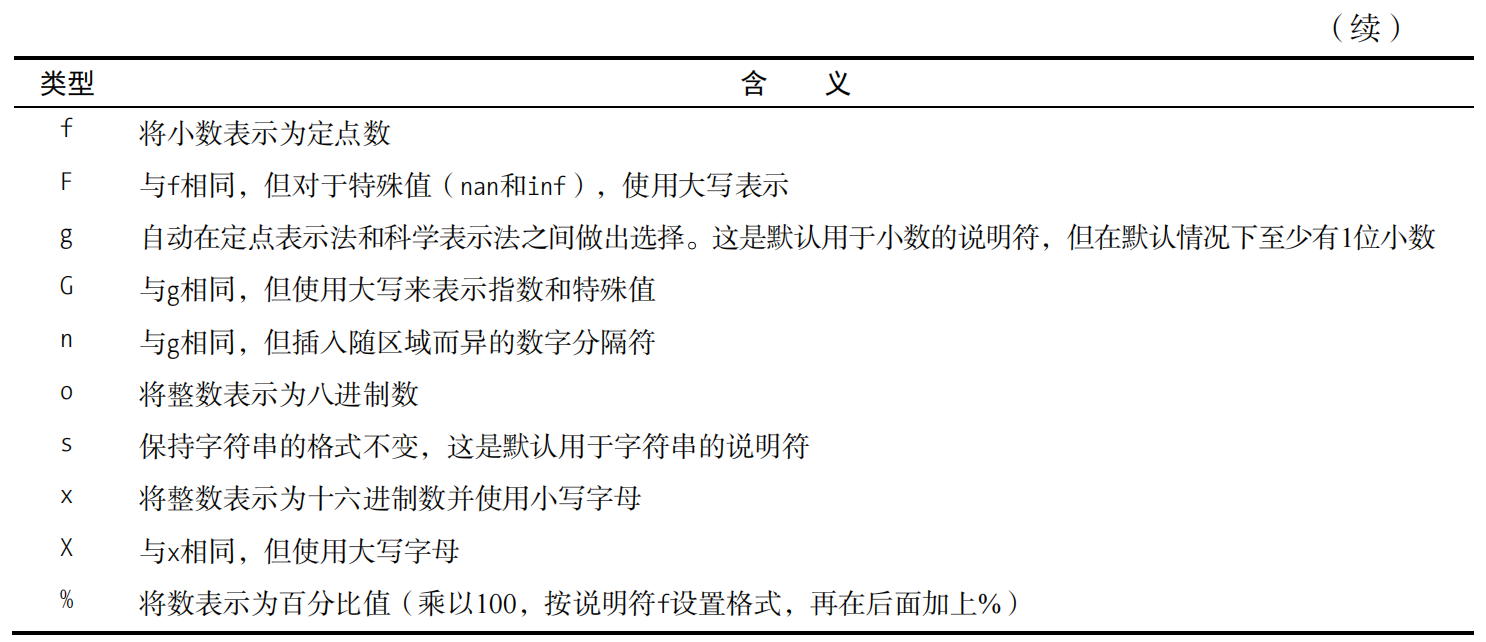 （续）
类型 含 义
f 将小数表示为定点数
F 与f相同，但对于特殊值（nan和inf），使用大写表示
g 自动在定点表示法和科学表示法之间做出选择。这是默认用于小数的说明符，但在默认情况下至少有1位小数
G 与g相同，但使用大写来表示指数和特殊值
n 与g相同，但插入随区域而异的数字分隔符
o 将整数表示为八进制数
s 保持字符串的格式不变，这是默认用于字符串的说明符
x 将整数表示为十六进制数并使用小写字母
X 与x相同，但使用大写字母
% 将数表示为百分比值（乘以100，按说明符f设置格式，再在后面加上%）